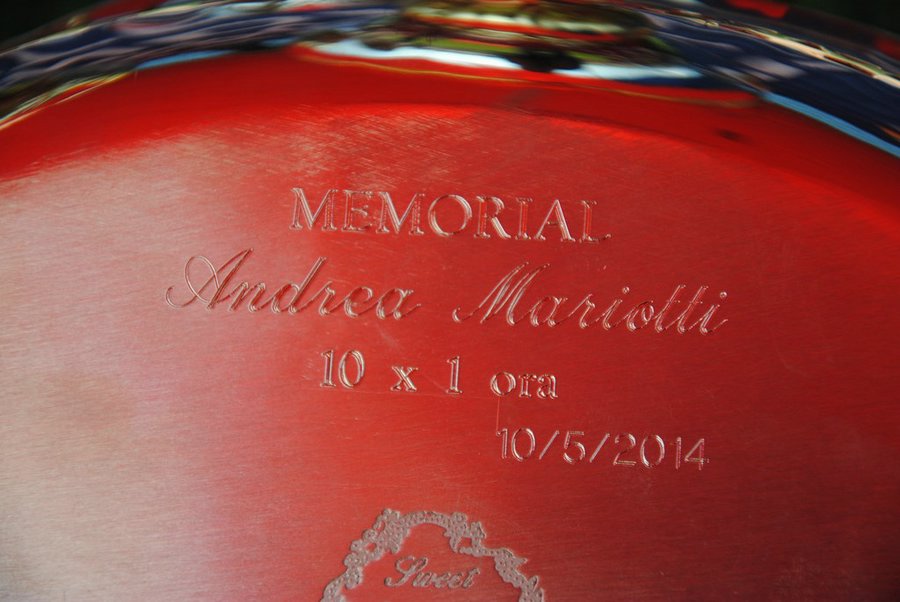 MEMORIAL
Andrea Mariotti
10 x 1 ora
10/5/2014
Sweet